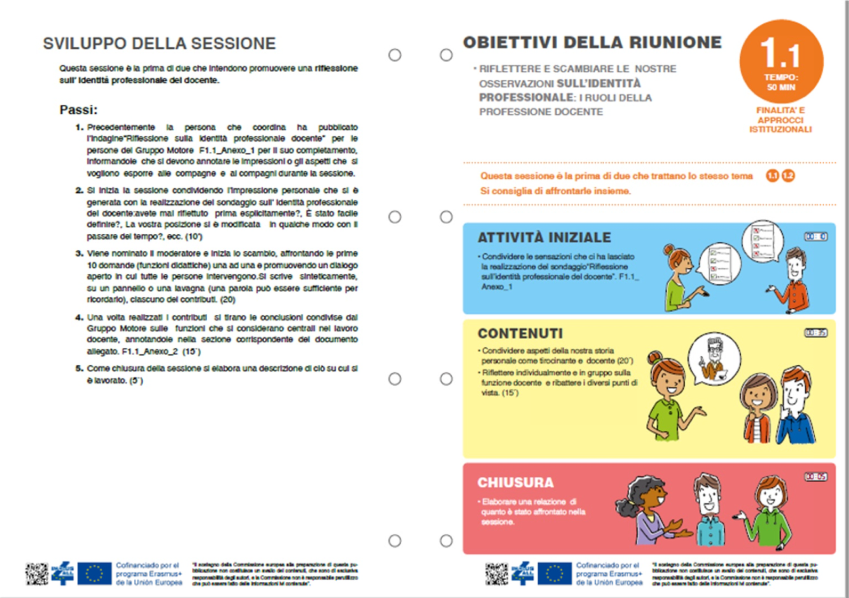 SVILUPPO DELLA SESSIONE
Questa sessione è la prima di due che intendono promuovere una riflessione
sull' identità professionale del docente.
Passi:
1. Precedentemente la persona che coordina ha pubblicato
l'indagine"Riflessione sulla identità professionale docente" per le
persone del Gruppo Motore F1.1_Anexo_1 per il suo completamento,
informandole che si devono annotare le impressioni o gli aspetti che si
vogliono esporre alle compagne e ai compagni durante la sessione.
2. Si inizia la sessione condividendo l'impressione personale che si è
generata con la realizzazione del sondaggio sull' identità professionale
del docente:avete mai riflettuto prima esplicitamente?, È stato facile
definire?, La vostra posizione si è modificata in qualche modo con il
passare del tempo?, ecc. (10')
3. Viene nominato il moderatore e inizia lo scambio, affrontando le prime
10 domande (funzioni didattiche) una ad una e promuovendo un dialogo
aperto in cui tutte le persone intervengono.Si scrive sinteticamente,
su un pannello o una lavagna (una parola può essere sufficiente per
ricordarlo), ciascuno dei contributi. (20)
4. Una volta realizzati i contributi si tirano le conclusioni condivise dal
Gruppo Motore sulle funzioni che si considerano centrali nel lavoro
docente, annotandole nella sezione corrispondente del documento
allegato. F1.1_Anexo_2 (15')
5. Come chiusura della sessione si elabora una descrizione di ciò su cui si
è lavorato. (5')
Cofinanciado por el
programa Erasmus+
de la Unión Europea
"Il sostegno della Commissione europea alla preparazione di questa pu-
bblicazione non costituisce un avallo dei contenuti, che sono di esclusiva
responsabilità degli autori, e la Commissione non è responsabile perutilizzo
che può essere fatto delle informazioni ivi contenute".
OBIETTIVI DELLA RIUNIONE
• RIFLETTERE E SCAMBIARE LE NOSTRE
OSSERVAZIONI SULL'IDENTITÀ
PROFESSIONALE: I RUOLI DELLA
PROFESSIONE DOCENTE
1.1
TEMPO:
50 MIN
FINALITA' E
APPROCCI
ISTITUZIONALI
Questa sessione è la prima di due che trattano lo stesso tema 1.1 1.2
Si consiglia di affrontarle insieme.
ATTIVITÀ INIZIALE
• Condividere le sensazioni che ci ha lasciato
la realizzazione del sondaggio"Riflessione
sull'identità professionale del docente". F1.1_
Anexo_1
CONTENUTI
• Condividere aspetti della nostra storia
personale come tirocinante e docente (20')
• Riflettere individualmente e in gruppo sulla
funzione docente e ribattere i diversi punti di
vista. (15')
CHIUSURA
• Elaborare una relazione di
quanto è stato affrontato nella
sessione.
Cofinanciado por el
programa Erasmus+
de la Unión Europea
"Il sostegno della Commissione europea alla preparazione di questa pu-
bblicazione non costituisce un avallo dei contenuti, che sono di esclusiva
responsabilità degli autori, e la Commissione non è responsabile perutilizzo
che può essere fatto delle informazioni ivi contenute".